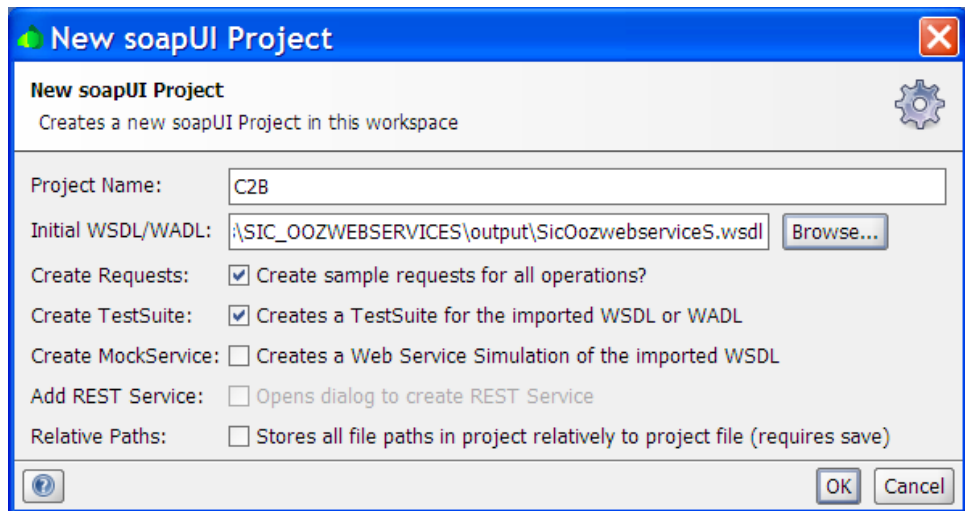 New soapUI Project
New soapUI Project
Creates a new soapUI Project in this workspace
Project Name: C2B
Initial WSDL/WADL: :\SIC_OOZWEBSERVICES\output\SicOozwebserviceS.wsdl Browse...
Create Requests: Create sample requests for all operations?
Create TestSuite: Creates a TestSuite for the imported WSDL or WADL
Create MockService: Creates a Web Service Simulation of the imported WSDL
Add REST Service: Opens dialog to create REST Service
Relative Paths: Stores all file paths in project relatively to project file (requires save)
? OK Cancel